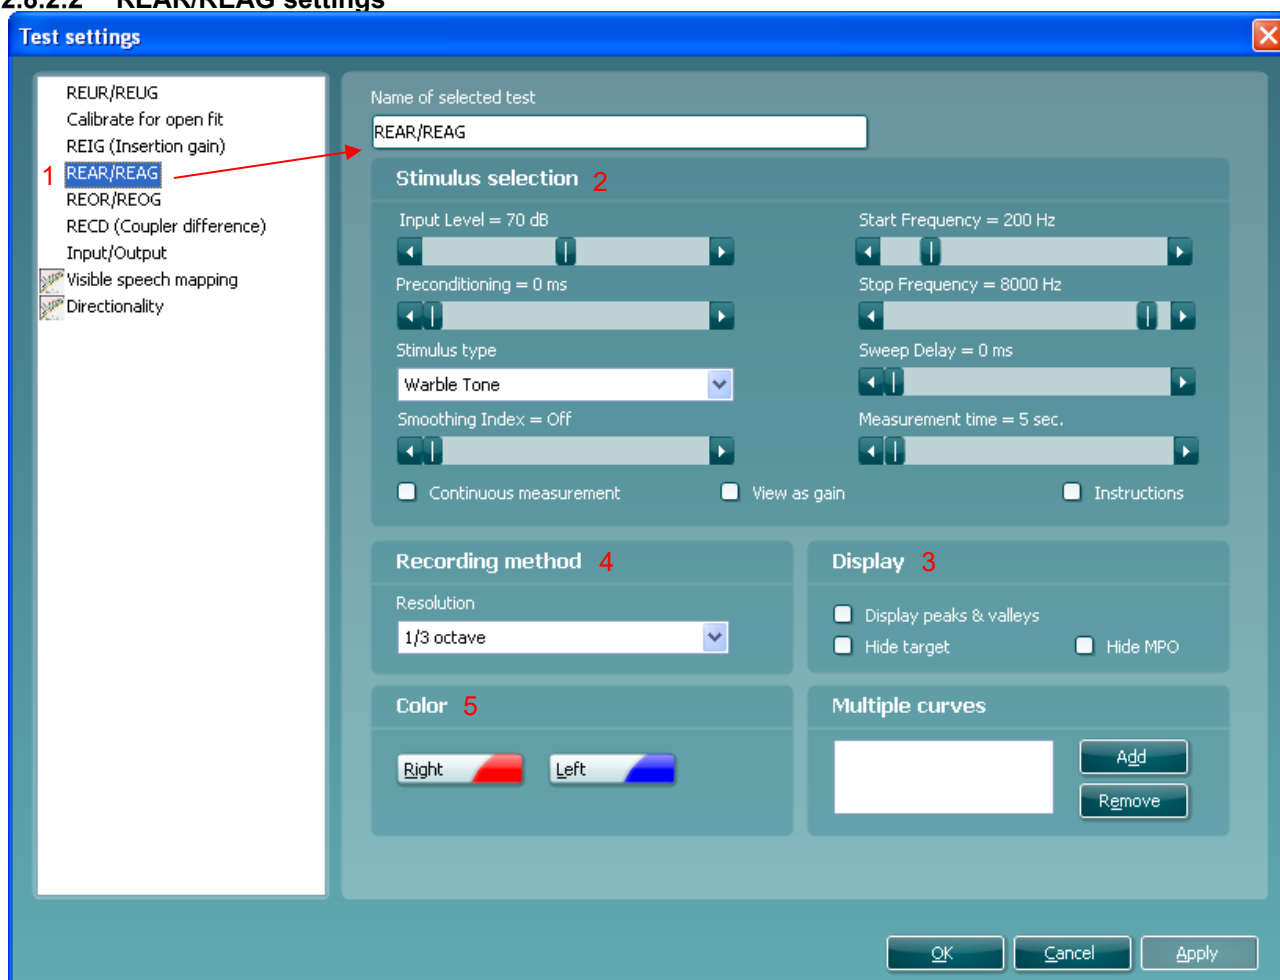 2.8.2.2 REAR/REAG settings
Test settings
REUR/REUG
Calibrate for open fit
REIG (Insertion gain)
1 REAR/REAG
REOR/REOG
RECD (Coupler difference)
Input/Output
Visible speech mapping
Directionality
Name of selected test
REAR/REAG
Stimulus selection 2
Input Level = 70 dB
Preconditioning = 0 ms
Stimulus type
Warble Tone
Smoothing Index = Off
Start Frequency = 200 Hz
Stop Frequency = 8000 Hz
Sweep Delay = 0 ms
Measurement time = 5 sec.
Continuous measurement
View as gain
Instructions
Recording method 4
Resolution
1/3 octave
Display 3
Display peaks & valleys
Hide target
Hide MPO
Color 5
Right
Left
Multiple curves
Add
Remove
OK
Cancel
Apply